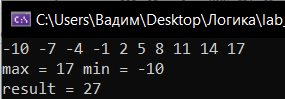 C:\Users\Вадим\Desktop\Логика\lab_
-10 -7 -4 -1 2 5 8 11 14 17
max = 17 min = -10
result = 27